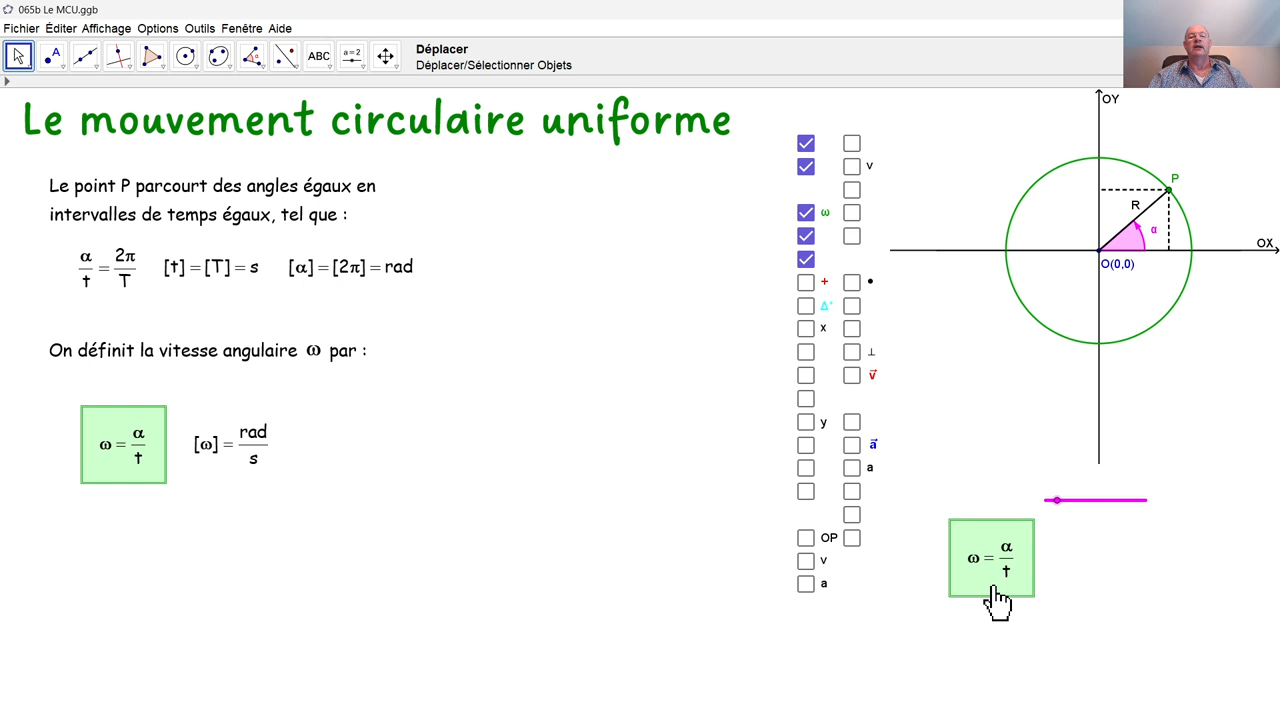 065b Le MCU.ggb
Fichier Éditer Affichage Options Outils Fenêtre Aide
A
ABC
a=2
Déplacer
Déplacer/Sélectionner Objets
Le mouvement circulaire uniforme
Le point P parcourt des angles égaux en
intervalles de temps égaux, tel que :
α/t = 2π/T [t] = [T] = s [α] = [2π] = rad
On définit la vitesse angulaire ω par :
ω = α/t [ω] = rad/s
v
ω
+
Δ
x
⊥
v⃗
y
a⃗
a
OP
v
a
OY
P
R
α
OX
O(0,0)
ω = α/t